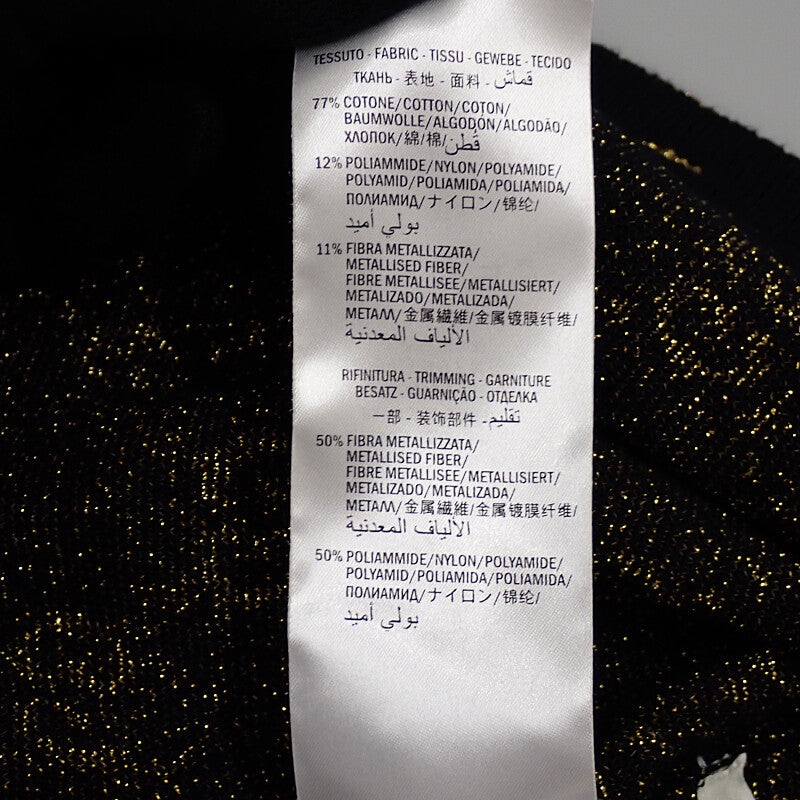 TESSUTO - FABRIC - TISSU - GEWEBE - TECIDO
ТКАНЬ - 表地 - 面料 - قماش
77% COTONE/COTTON/COTON/
BAUMWOLLE/ALGODÓN/ALGODÃO/
ХЛОПОК/綿/棉/قطن
12% POLIAMMIDE/NYLON/POLYAMIDE/
POLYAMID/POLIAMIDA/POLIAMIDA/
ПОЛИАМИД/ナイロン/锦纶/
بولي أميد
11% FIBRA METALLIZZATA/
METALLISED FIBER/
FIBRE METALLISEE/METALLISIERT/
METALIZADO/METALIZADA/
МЕТАЛЛ/金属繊維/金属镀膜纤维/
الألياف المعدنية
RIFINITURA - TRIMMING - GARNITURE
BESATZ - GUARNIÇÃO - ОТДЕЛКА
一部 - 装饰部件 - تقليم
50% FIBRA METALLIZZATA/
METALLISED FIBER/
FIBRE METALLISEE/METALLISIERT/
METALIZADO/METALIZADA/
МЕТАЛЛ/金属繊維/金属镀膜纤维/
الألياف المعدنية
50% POLIAMMIDE/NYLON/POLYAMIDE/
POLYAMID/POLIAMIDA/POLIAMIDA/
ПОЛИАМИД/ナイロン/锦纶/
بولي أميد